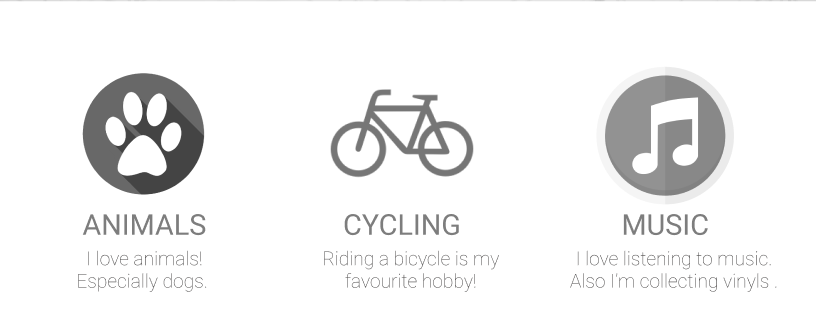 ANIMALS
I love animals!
Especially dogs.
CYCLING
Riding a bicycle is my
favourite hobby!
MUSIC
I love listening to music.
Also I'm collecting vinyls .